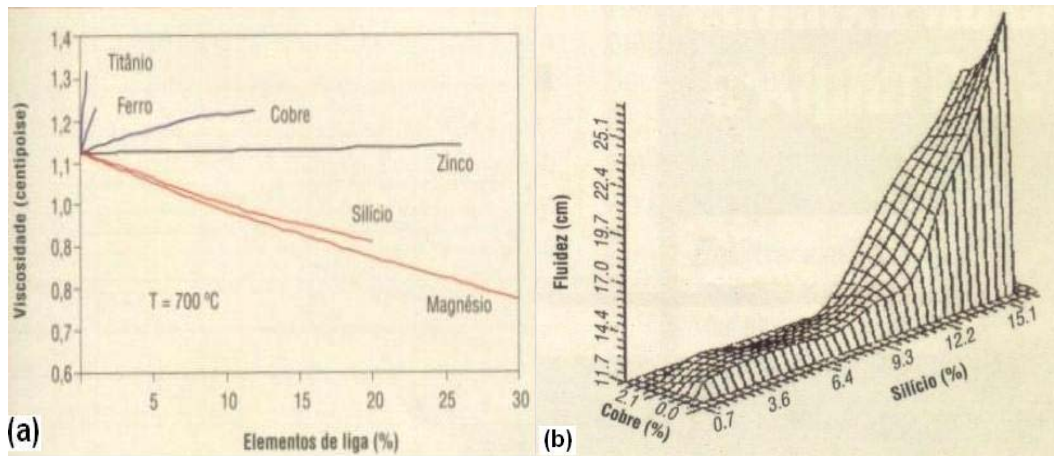 1,4
1,3
1,2
1,1
1,0
0,8
0,8
0,7
0,6
Viscosidade (centipoise)
Titânio
Ferro
Cobre
Zinco
Silício
Magnésio
T = 700 ºC
5
10
15
20
25
30
Elementos de liga (%)
(a)
25.1
22.4
19.7
17.0
14.4
11.7
Fluidez (cm)
2.1
0.0
Cobre (%)
0.7
3.6
6.4
9.3
12.2
15.1
Silício (%)
(b)